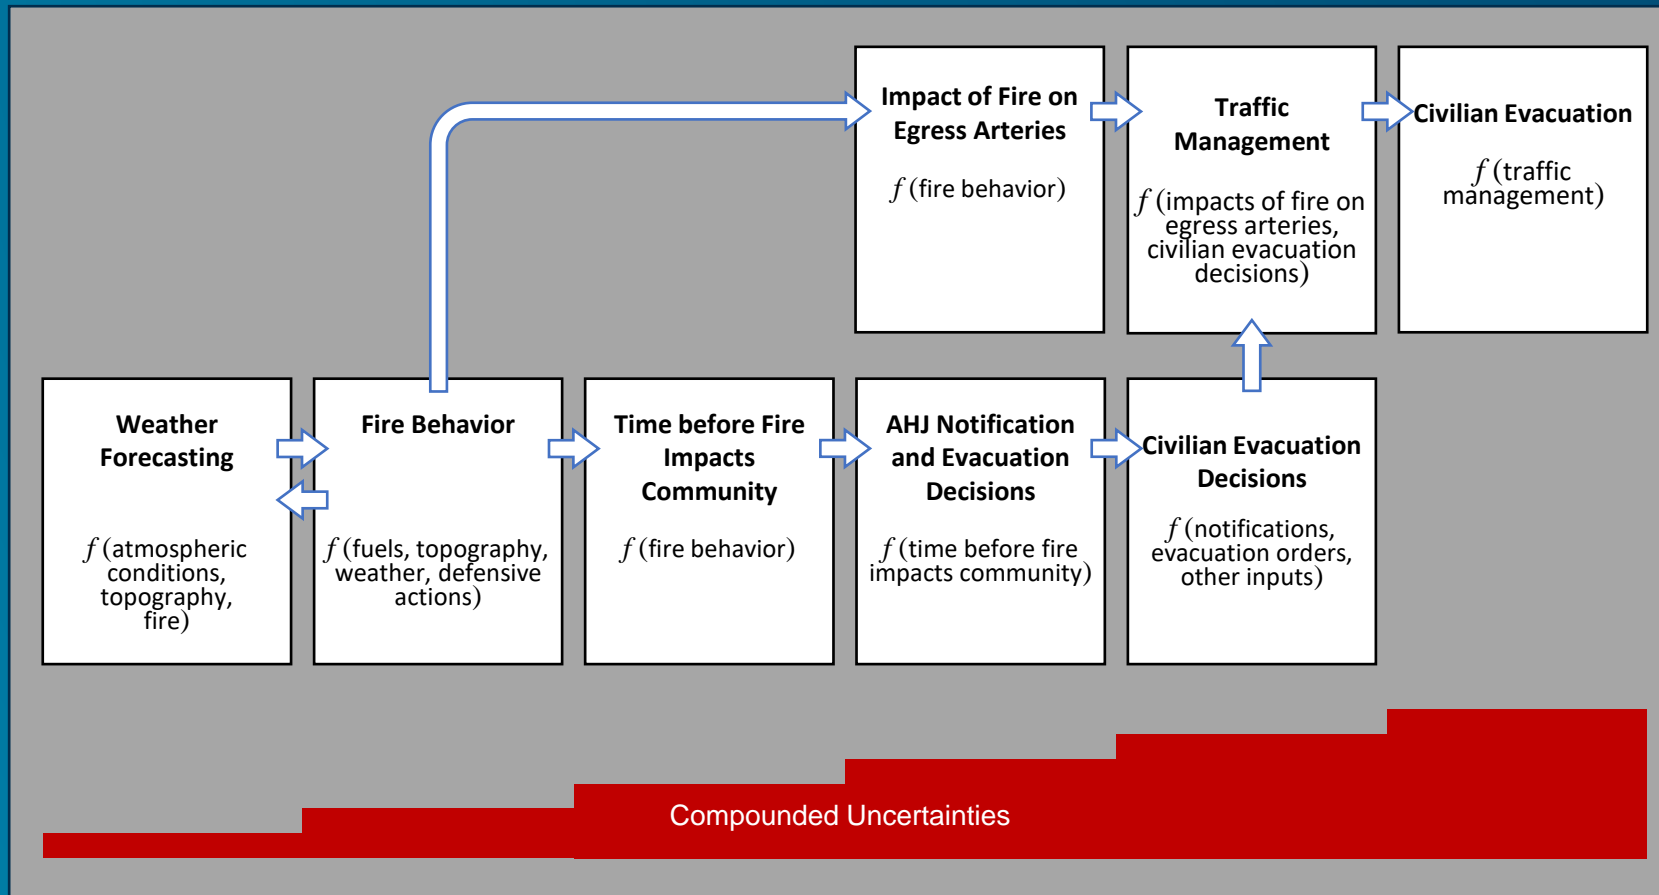 Impact of Fire on
Egress Arteries
f (fire behavior)
Traffic
Management
f (impacts of fire on
egress arteries,
civilian evacuation
decisions)
Civilian Evacuation
f (traffic
management)
Weather
Forecasting
f (atmospheric
conditions,
topography,
fire)
Fire Behavior
f (fuels, topography,
weather, defensive
actions)
Time before Fire
Impacts
Community
f (fire behavior)
AHJ Notification
and Evacuation
Decisions
f (time before fire
impacts community)
Civilian Evacuation
Decisions
f (notifications,
evacuation orders,
other inputs)
Compounded Uncertainties